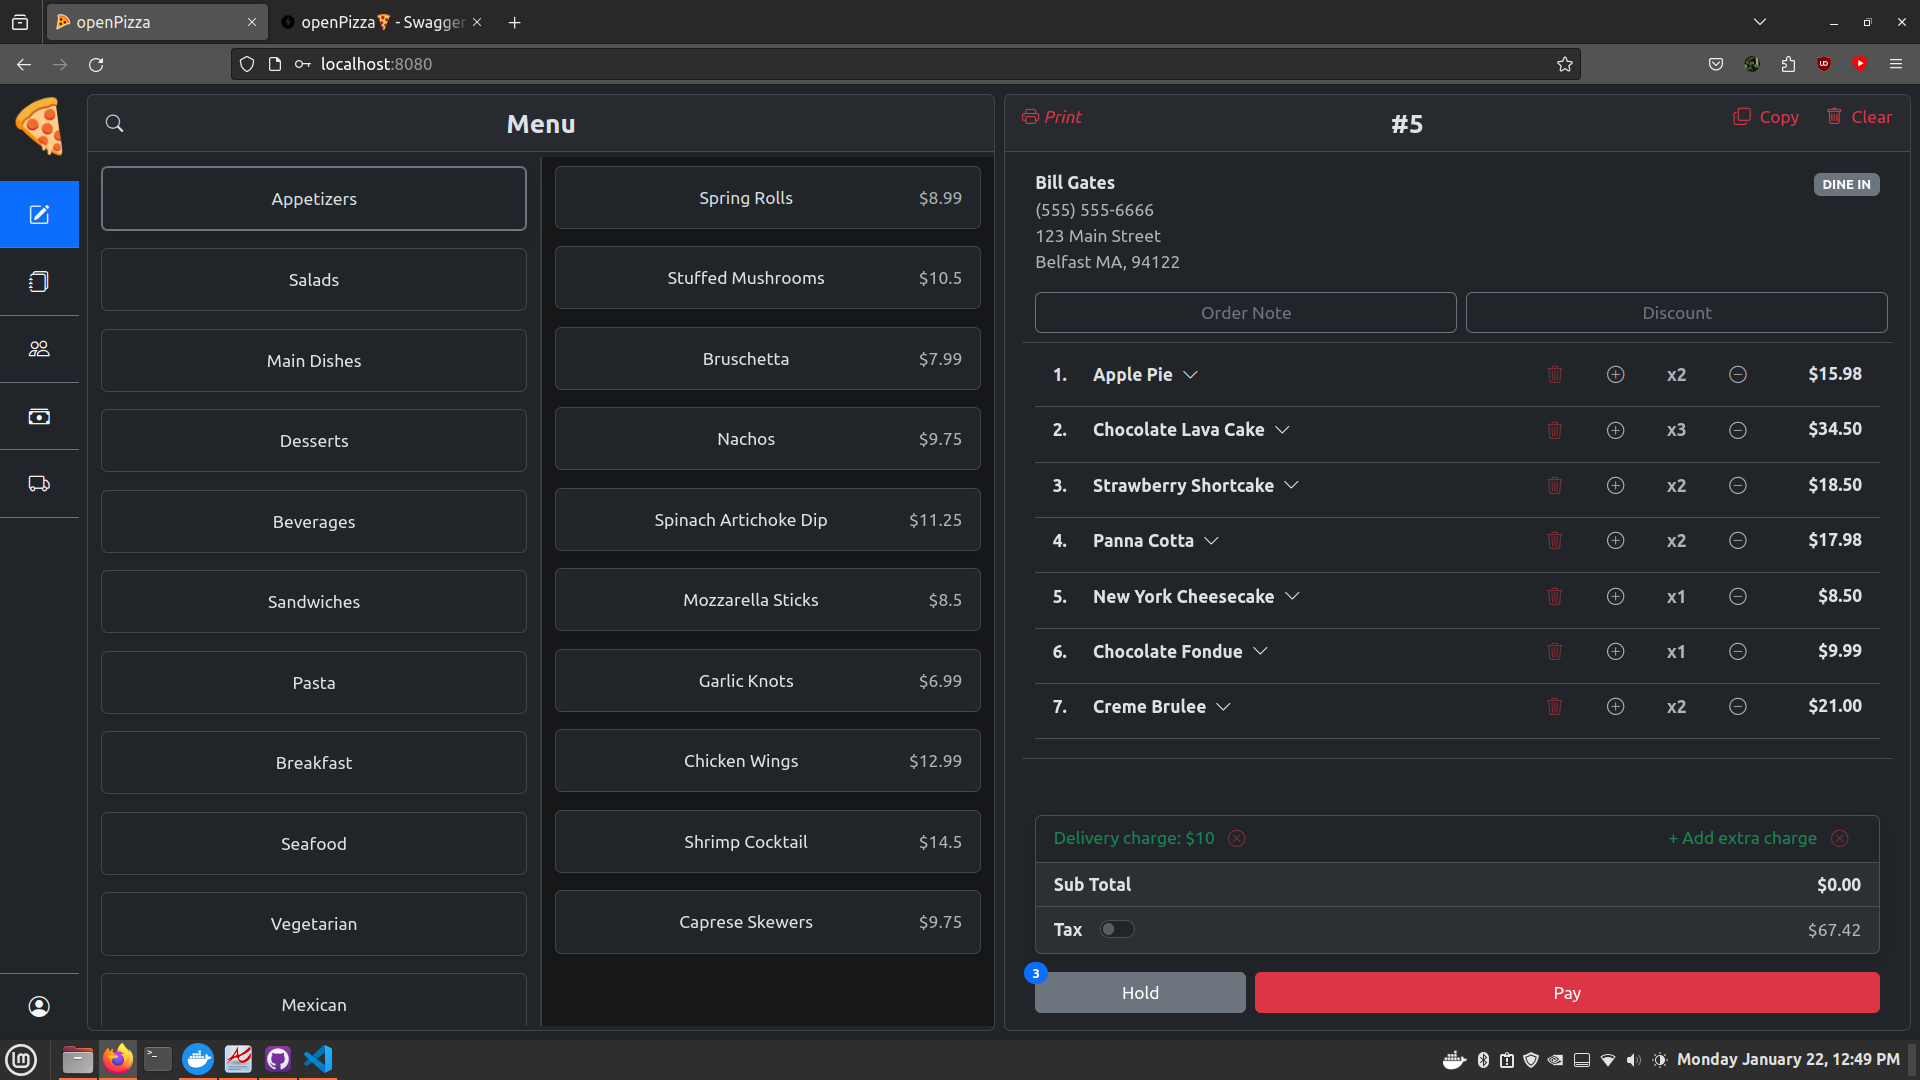 openPizza
openPizza🍕 - Swagger
localhost:8080
Menu
Appetizers
Salads
Main Dishes
Desserts
Beverages
Sandwiches
Pasta
Breakfast
Seafood
Vegetarian
Mexican
Spring Rolls $8.99
Stuffed Mushrooms $10.5
Bruschetta $7.99
Nachos $9.75
Spinach Artichoke Dip $11.25
Mozzarella Sticks $8.5
Garlic Knots $6.99
Chicken Wings $12.99
Shrimp Cocktail $14.5
Caprese Skewers $9.75
Print #5 Copy Clear
Bill Gates DINE IN
(555) 555-6666
123 Main Street
Belfast MA, 94122
Order Note Discount
1. Apple Pie x2 $15.98
2. Chocolate Lava Cake x3 $34.50
3. Strawberry Shortcake x2 $18.50
4. Panna Cotta x2 $17.98
5. New York Cheesecake x1 $8.50
6. Chocolate Fondue x1 $9.99
7. Creme Brulee x2 $21.00
Delivery charge: $10 + Add extra charge
Sub Total $0.00
Tax $67.42
3
Hold Pay
Monday January 22, 12:49 PM